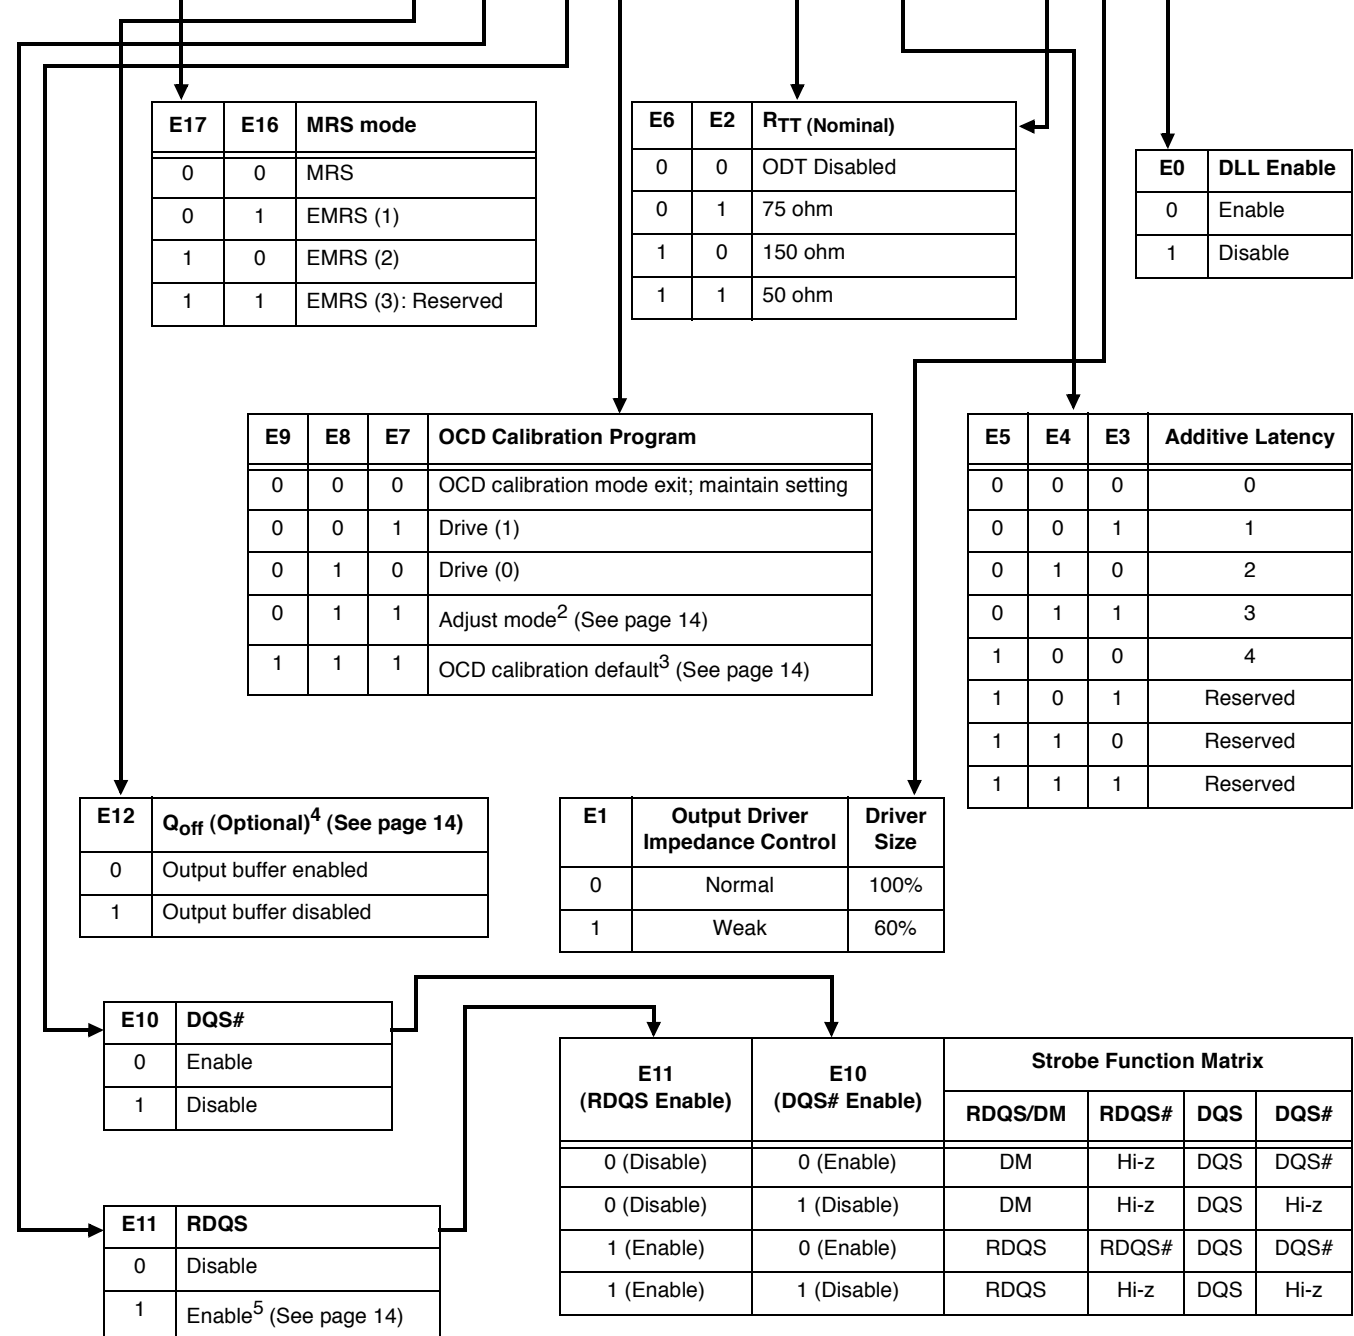 E17 E16 MRS mode
0 0 MRS
0 1 EMRS (1)
1 0 EMRS (2)
1 1 EMRS (3): Reserved
E6 E2 RTT (Nominal)
0 0 ODT Disabled
0 1 75 ohm
1 0 150 ohm
1 1 50 ohm
E0 DLL Enable
0 Enable
1 Disable
E9 E8 E7 OCD Calibration Program
0 0 0 OCD calibration mode exit; maintain setting
0 0 1 Drive (1)
0 1 0 Drive (0)
0 1 1 Adjust mode2 (See page 14)
1 1 1 OCD calibration default3 (See page 14)
E5 E4 E3 Additive Latency
0 0 0 0
0 0 1 1
0 1 0 2
0 1 1 3
1 0 0 4
1 0 1 Reserved
1 1 0 Reserved
1 1 1 Reserved
E12 Qoff (Optional)4 (See page 14)
0 Output buffer enabled
1 Output buffer disabled
E1 Output Driver Driver
Impedance Control Size
0 Normal 100%
1 Weak 60%
E10 DQS#
0 Enable
1 Disable
E11 RDQS
0 Disable
1 Enable5 (See page 14)
E11 E10 Strobe Function Matrix
(RDQS Enable) (DQS# Enable) RDQS/DM RDQS# DQS DQS#
0 (Disable) 0 (Enable) DM Hi-z DQS DQS#
0 (Disable) 1 (Disable) DM Hi-z DQS Hi-z
1 (Enable) 0 (Enable) RDQS RDQS# DQS DQS#
1 (Enable) 1 (Disable) RDQS Hi-z DQS Hi-z